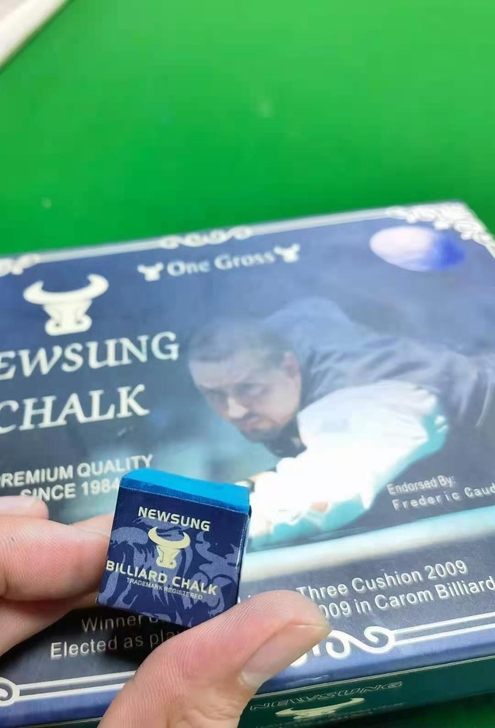 One Gross
EWSUNG
CHALK
REMIUM QUALITY
SINCE 1984
Endorsed By:
Frederic Caud
NEWSUNG
BILLIARD CHALK
TRADEMARK REGISTERED
Three Cushion 2009
Winner
009 in Carom Billiard
Elected as pla